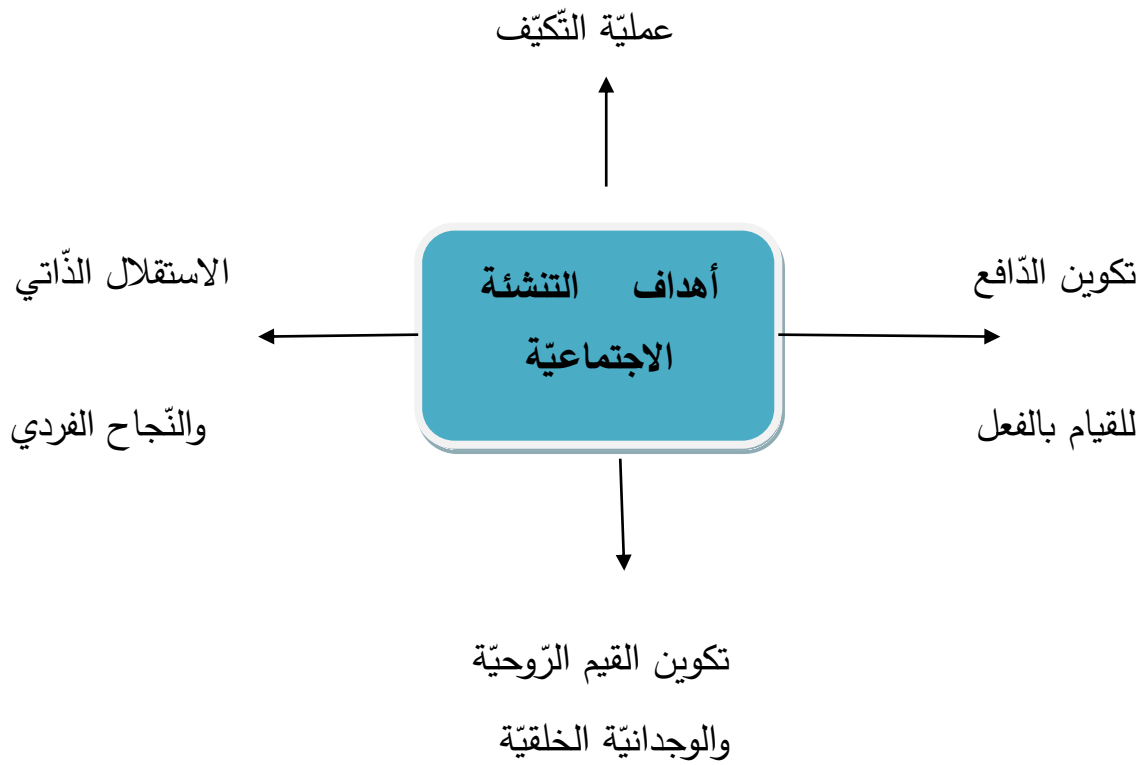 عمليّة التّكيّف
أهداف التنشئة
الاجتماعيّة
تكوين الدّافع
للقيام بالفعل
الاستقلال الذّاتي
والنّجاح الفردي
تكوين القيم الرّوحيّة
والوجدانيّة الخلقيّة